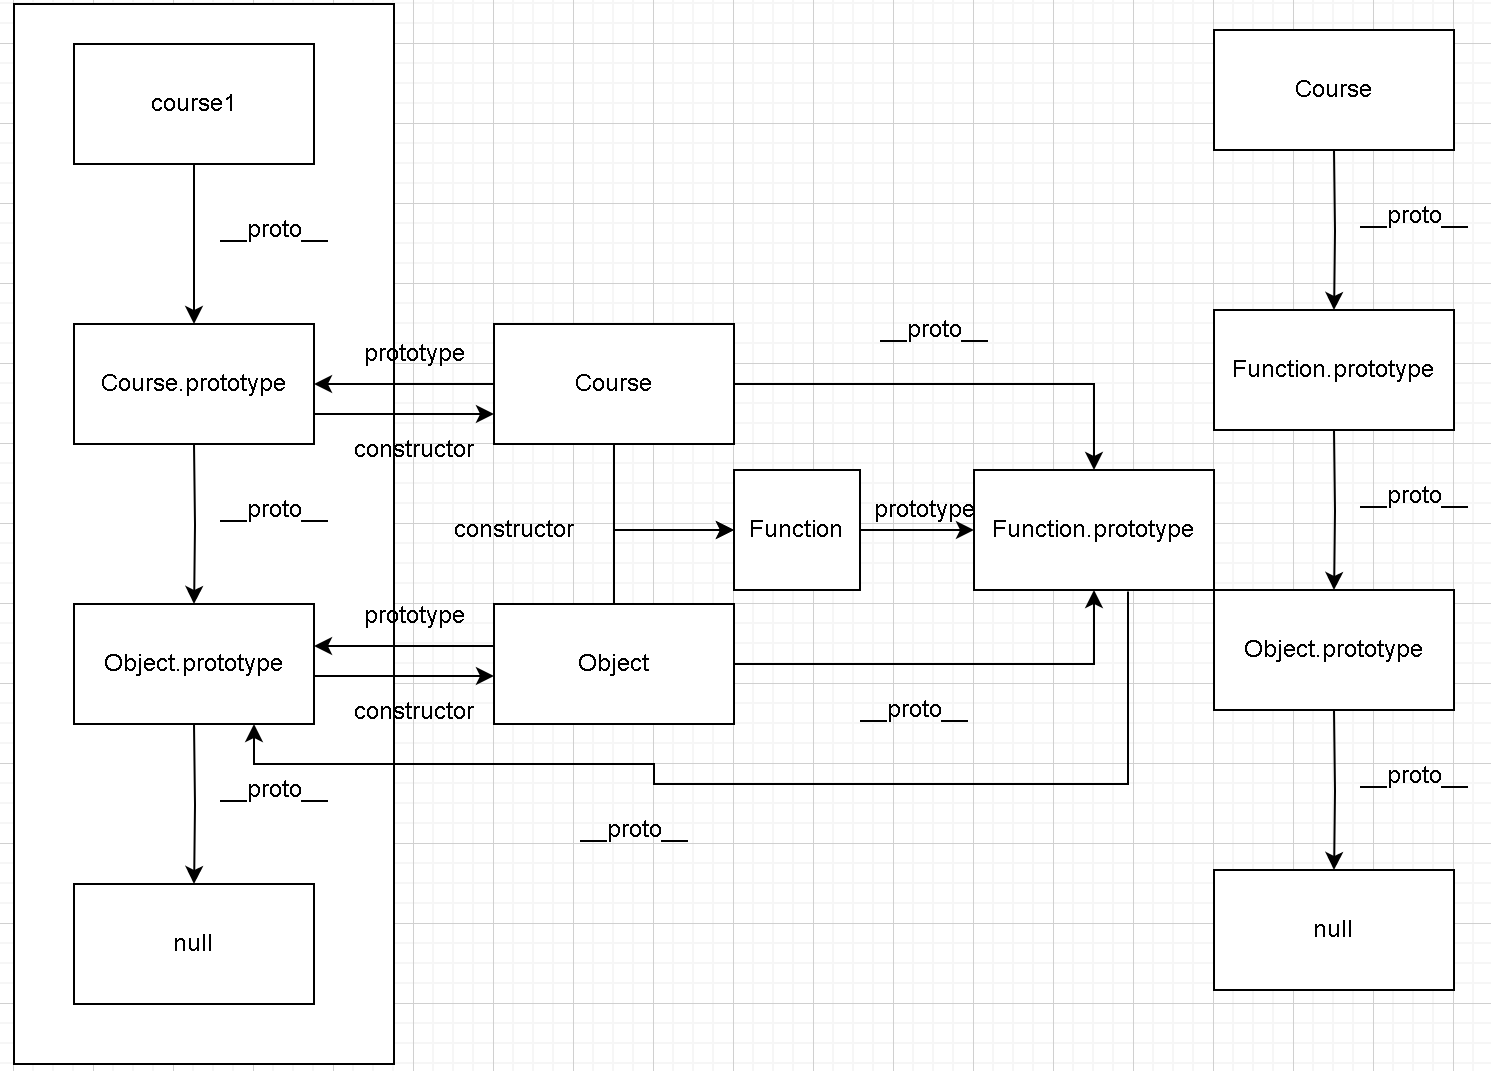 course1
Course
__proto__
__proto__
Course.prototype
prototype
constructor
Course
__proto__
Function.prototype
__proto__
constructor
Function
prototype
Function.prototype
__proto__
Object.prototype
prototype
constructor
Object
__proto__
Object.prototype
__proto__
__proto__
__proto__
null
null